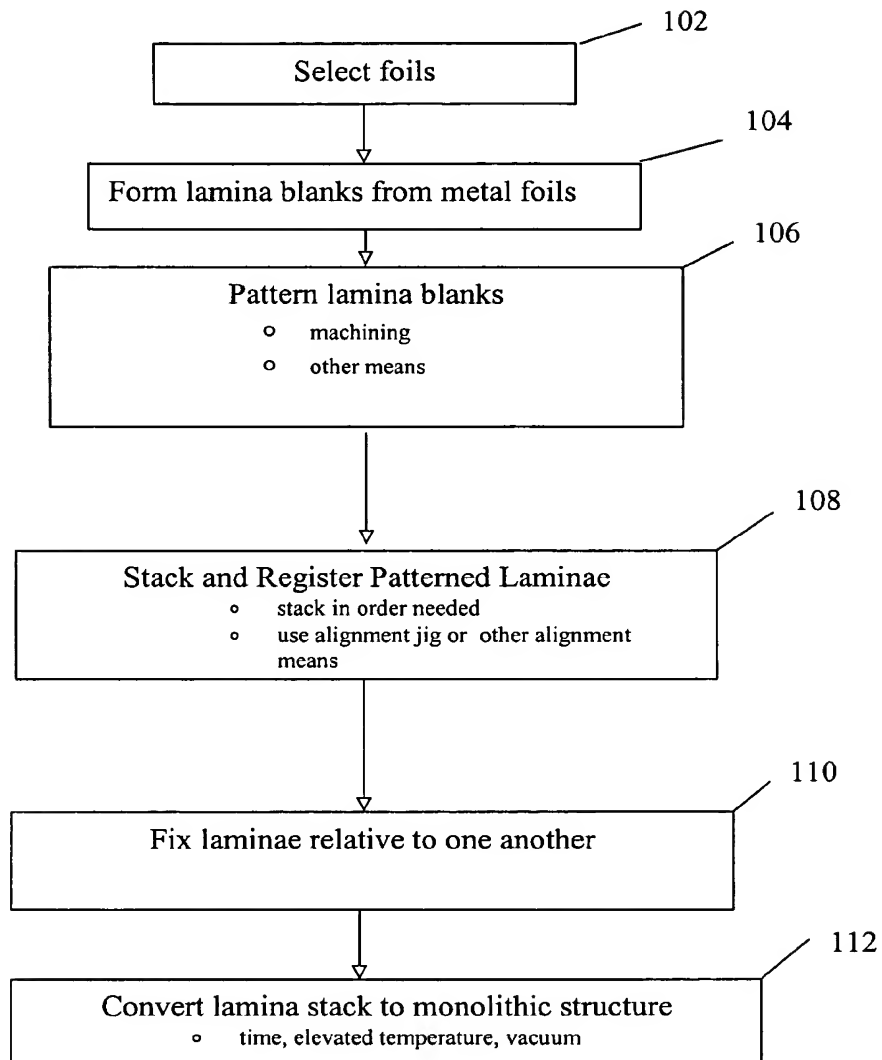 102
Select foils
104
Form lamina blanks from metal foils
106
Pattern lamina blanks
o machining
o other means
108
Stack and Register Patterned Laminae
o stack in order needed
o use alignment jig or other alignment
means
110
Fix laminae relative to one another
112
Convert lamina stack to monolithic structure
o time, elevated temperature, vacuum